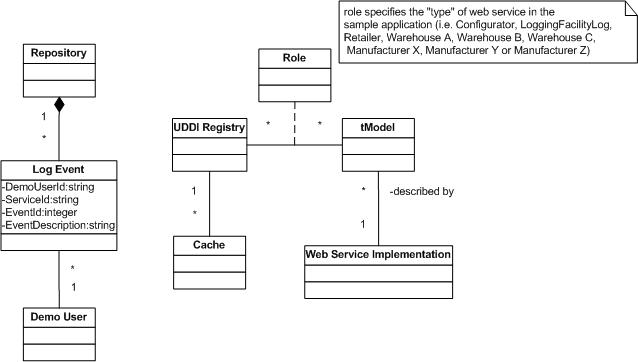 role specifies the "type" of web service in the
sample application (i.e. Configurator, LoggingFacilityLog,
Retailer, Warehouse A, Warehouse B, Warehouse C,
Manufacturer X, Manufacturer Y or Manufacturer Z)
Repository
Role
1
*
UDDI Registry
*
*
tModel
Log Event
-DemoUserId:string
-ServiceId:string
-EventId:integer
-EventDescription:string
1
*
*
-described by
1
Cache
Web Service Implementation
*
1
Demo User